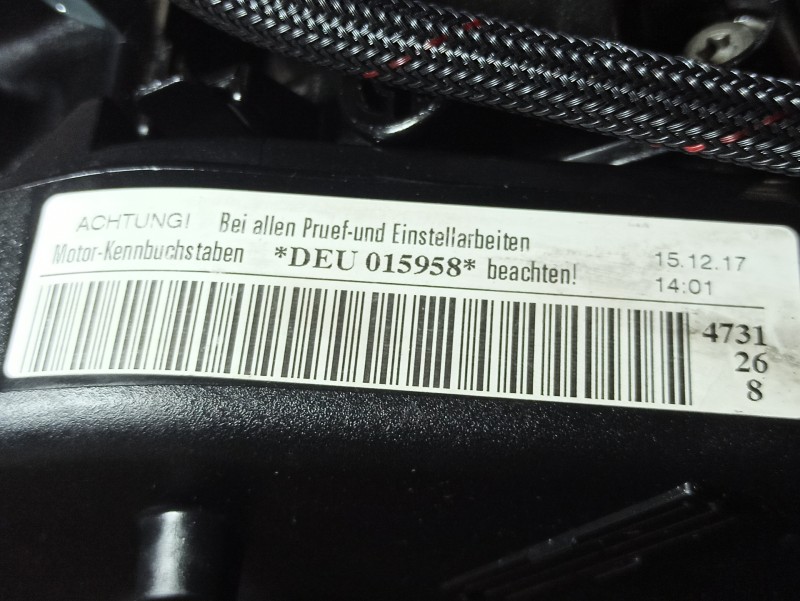 ACHTUNG! Bei allen Pruef-und Einstellarbeiten
Motor-Kennbuchstaben *DEU 015958* beachten!
15.12.17
14:01
4731
26
8